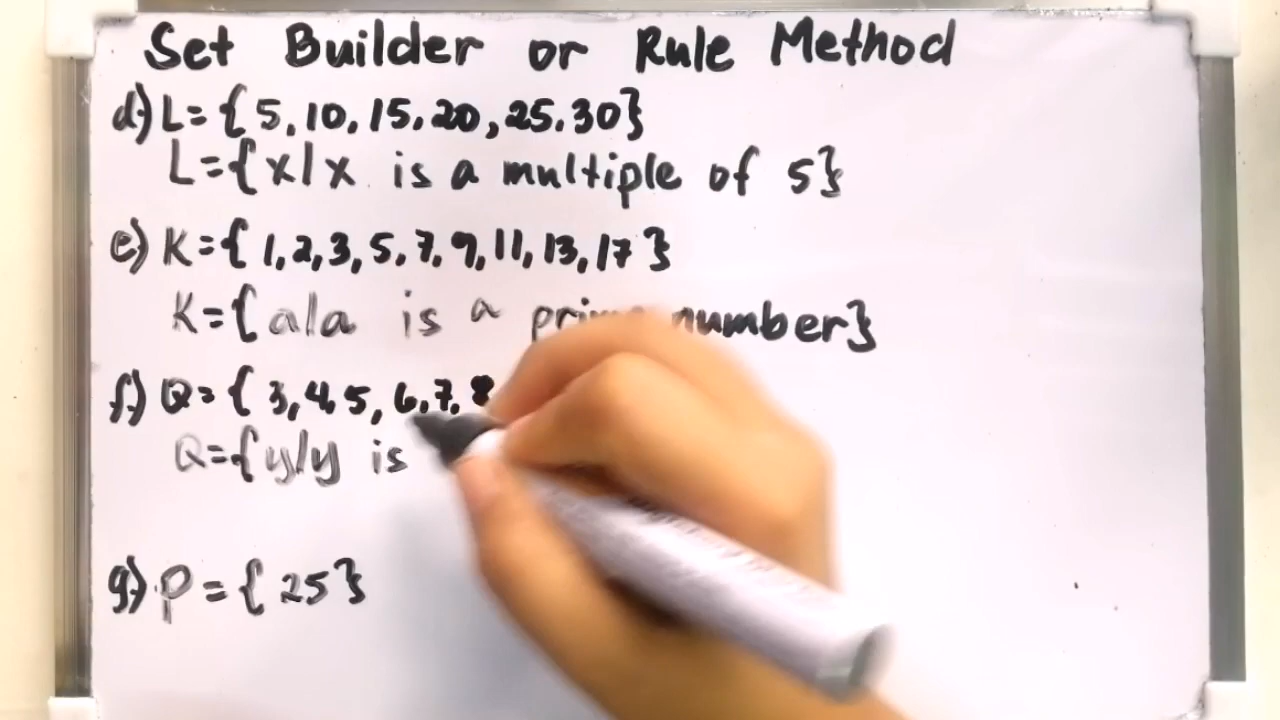 Set Builder or Rule Method
d) L={5,10,15,20,25,30}
L={x/x is a multiple of 5}
e) K={1,2,3,5,7,9,11,13,17}
K={a/a is a number}
f) Q={3,4,5,6,7,8
Q={y/y is
g) P={25}